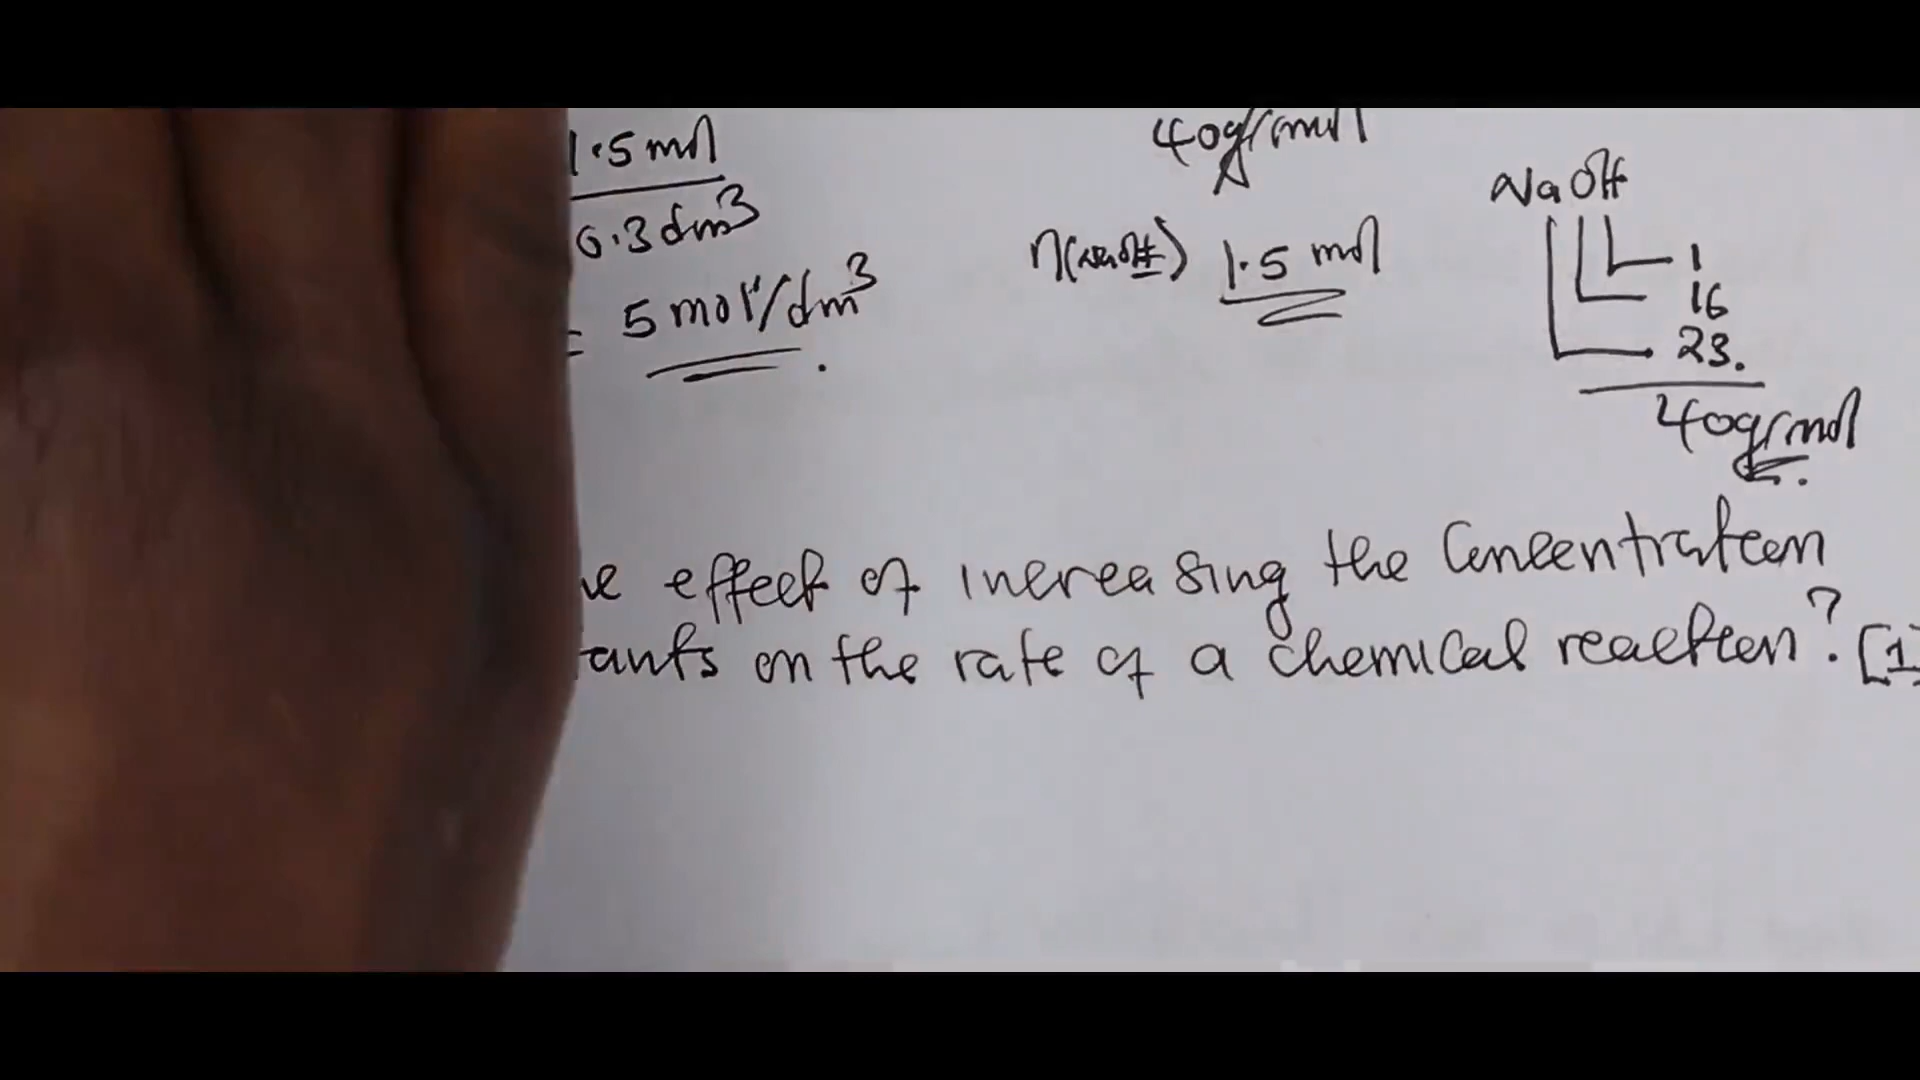 1.5 mol
0.3 dm³
= 5 mol/dm³
40g/mol
n(NaOH) 1.5 mol
NaOH
1
16
23.
40g/mol
effect of increasing the Concentration
ants on the rate of a chemical reaction? [1]